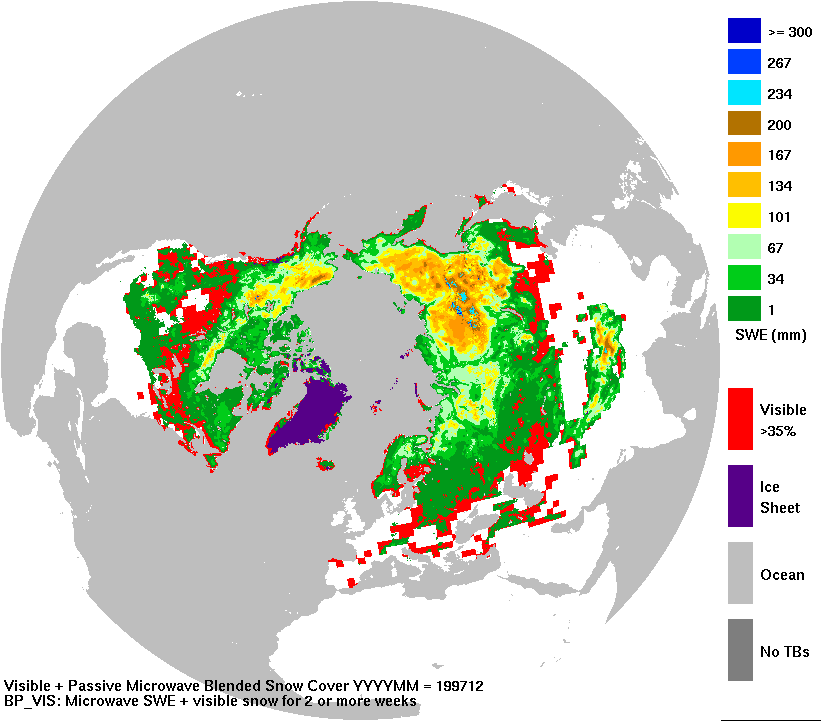 >= 300
267
234
200
167
134
101
67
34
1
SWE (mm)
Visible
>35%
Ice
Sheet
Ocean
No TBs
Visible + Passive Microwave Blended Snow Cover YYYYMM = 199712
BP_VIS: Microwave SWE + visible snow for 2 or more weeks